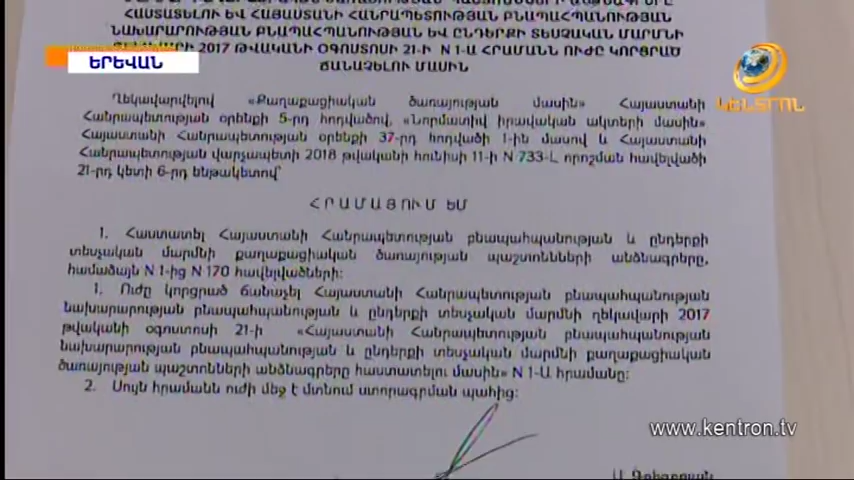 ՀԱՍՏԱՏԵԼՈՒ ԵՎ ՀԱՅԱՍՏԱՆԻ ՀԱՆՐԱՊԵՏՈՒԹՅԱՆ ԲՆԱՊԱՀՊԱՆՈՒԹՅԱՆ
ՆԱԽԱՐԱՐՈՒԹՅԱՆ ԲՆԱՊԱՀՊԱՆՈՒԹՅԱՆ ԵՎ ԸՆԴԵՐՔԻ ՏԵՍՉԱԿԱՆ ՄԱՐՄՆԻ
2017 ԹՎԱԿԱՆԻ ՕԳՈՍՏՈՍԻ 21-Ի N 1-Ա ՀՐԱՄԱՆՆ ՈՒԺԸ ԿՈՐՑՐԱԾ
ՃԱՆԱՉԵԼՈՒ ՄԱՍԻՆ
ԵՐԵՎԱՆ
ԿԵՆՏՐՈՆ
Ղեկավարվելով «Քաղաքացիական ծառայության մասին» Հայաստանի
Հանրապետության օրենքի 5-րդ հոդվածով, «Նորմատիվ իրավական ակտերի մասին»
Հայաստանի Հանրապետության օրենքի 37-րդ հոդվածի 1-ին մասով և Հայաստանի
Հանրապետության վարչապետի 2018 թվականի հունիսի 11-ի N 733-Լ որոշման հավելվածի
21-րդ կետի 6-րդ ենթակետով՝
ՀՐԱՄԱՅՈՒՄ ԵՄ
1. Հաստատել Հայաստանի Հանրապետության բնապահպանության և ընդերքի
տեսչական մարմնի քաղաքացիական ծառայության պաշտոնների անձնագրերը,
համաձայն N 1-ից N 170 հավելվածների:
1. Ուժը կորցրած ճանաչել Հայաստանի Հանրապետության բնապահպանության
նախարարության բնապահպանության և ընդերքի տեսչական մարմնի ղեկավարի 2017
թվականի օգոստոսի 21-ի «Հայաստանի Հանրապետության բնապահպանության
նախարարության բնապահպանության և ընդերքի տեսչական մարմնի քաղաքացիական
ծառայության պաշտոնների անձնագրերը հաստատելու մասին» N 1-Ա հրամանը:
2. Սույն հրամանն ուժի մեջ է մտնում ստորագրման պահից:
www.kentron.tv